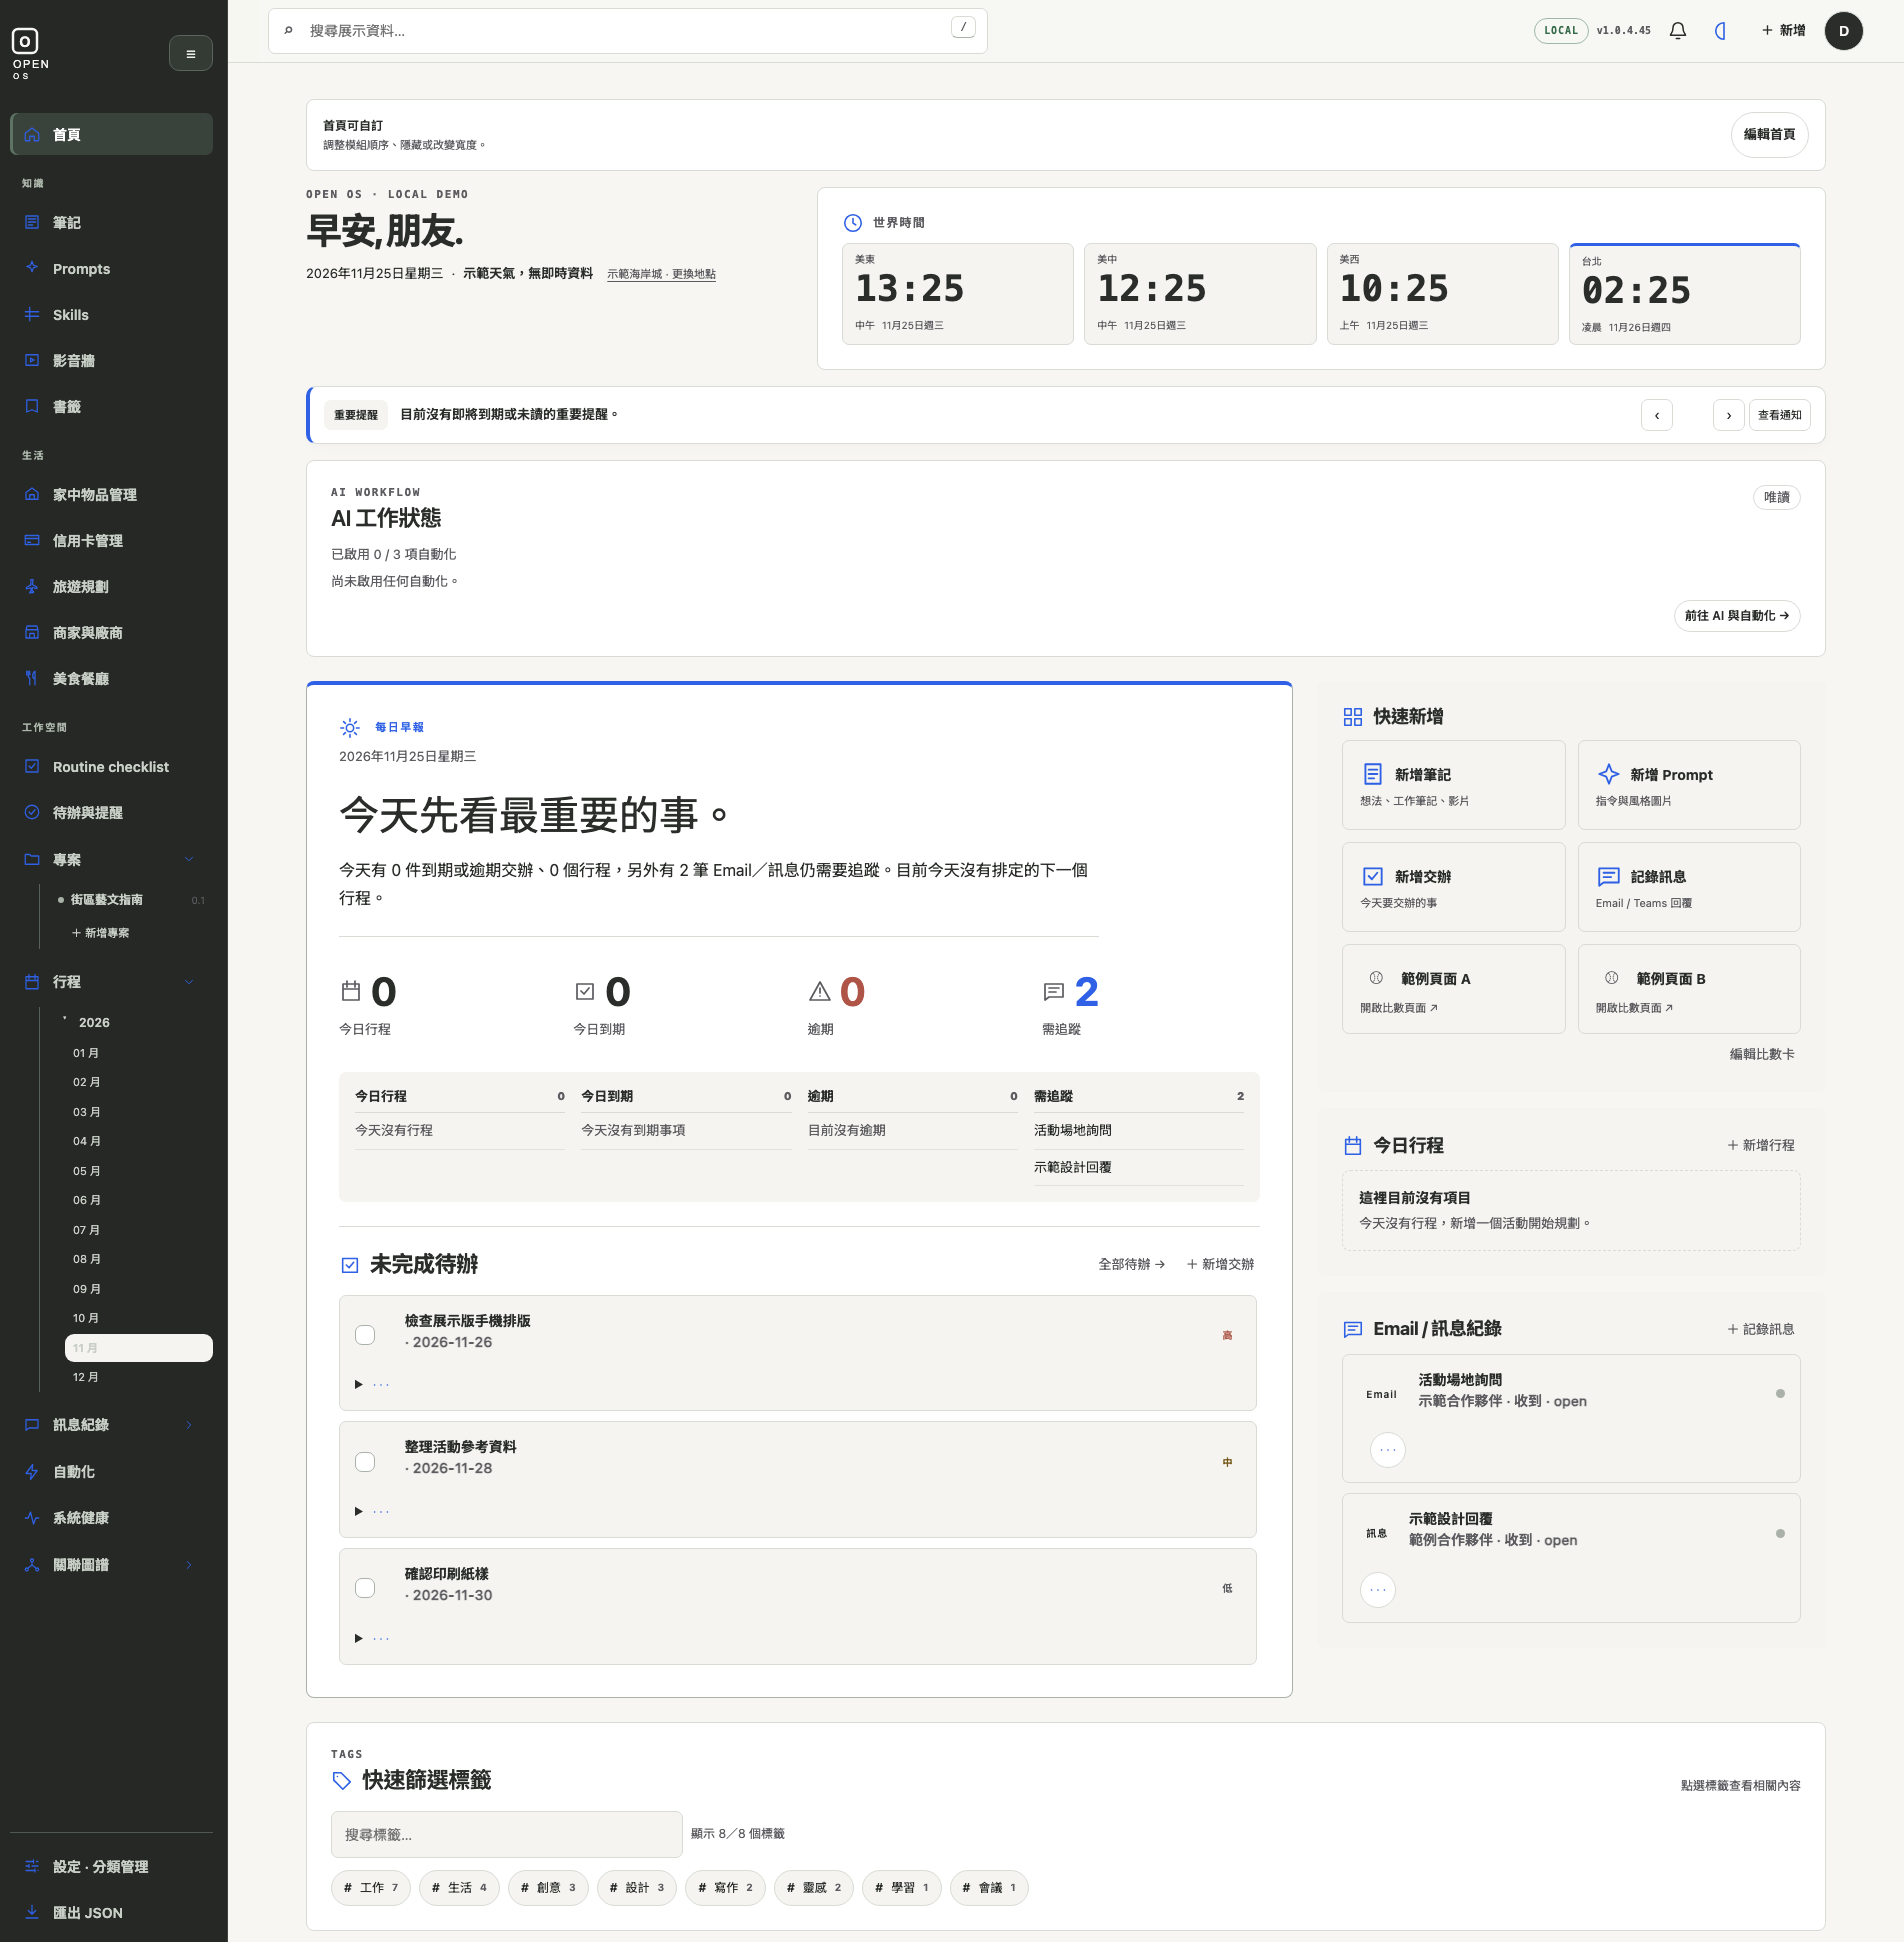 OPEN
OS
≡
首頁
知識
筆記
Prompts
Skills
影音牆
書籤
生活
家中物品管理
信用卡管理
旅遊規劃
商家與廠商
美食餐廳
工作空間
Routine checklist
待辦與提醒
專案
街區藝文指南 0.1
＋ 新增專案
行程
2026
01 月
02 月
03 月
04 月
05 月
06 月
07 月
08 月
09 月
10 月
11 月
12 月
訊息紀錄
自動化
系統健康
關聯圖譜
設定 · 分類管理
匯出 JSON
搜尋展示資料... /
LOCAL v1.0.4.45 ＋ 新增 D
首頁可自訂
調整模組順序、隱藏或改變寬度。
編輯首頁
OPEN OS · LOCAL DEMO
早安,朋友.
2026年11月25日星期三 · 示範天氣，無即時資料 示範海岸城 · 更換地點
世界時間
美東
13:25
中午 11月25日週三
美中
12:25
中午 11月25日週三
美西
10:25
上午 11月25日週三
台北
02:25
凌晨 11月26日週四
重要提醒 目前沒有即將到期或未讀的重要提醒。 ‹ › 查看通知
AI WORKFLOW
AI 工作狀態
唯讀
已啟用 0 / 3 項自動化
尚未啟用任何自動化。
前往 AI 與自動化 →
每日早報
2026年11月25日星期三
今天先看最重要的事。
今天有 0 件到期或逾期交辦、0 個行程，另外有 2 筆 Email／訊息仍需要追蹤。目前今天沒有排定的下一個
行程。
0
今日行程
0
今日到期
0
逾期
2
需追蹤
今日行程 0
今天沒有行程
今日到期 0
今天沒有到期事項
逾期 0
目前沒有逾期
需追蹤 2
活動場地詢問
示範設計回覆
未完成待辦 全部待辦 → ＋ 新增交辦
檢查展示版手機排版
· 2026-11-26
高
▶ ···
整理活動參考資料
· 2026-11-28
中
▶ ···
確認印刷紙樣
· 2026-11-30
低
▶ ···
快速新增
新增筆記
想法、工作筆記、影片
新增 Prompt
指令與風格圖片
新增交辦
今天要交辦的事
記錄訊息
Email / Teams 回覆
範例頁面 A
開啟比數頁面 ↗
範例頁面 B
開啟比數頁面 ↗
編輯比數卡
今日行程 ＋ 新增行程
這裡目前沒有項目
今天沒有行程，新增一個活動開始規劃。
Email / 訊息紀錄 ＋ 記錄訊息
Email
活動場地詢問
示範合作夥伴 · 收到 · open
···
訊息
示範設計回覆
範例合作夥伴 · 收到 · open
···
TAGS
快速篩選標籤
點選標籤查看相關內容
搜尋標籤... 顯示 8／8 個標籤
# 工作 7 # 生活 4 # 創意 3 # 設計 3 # 寫作 2 # 靈感 2 # 學習 1 # 會議 1